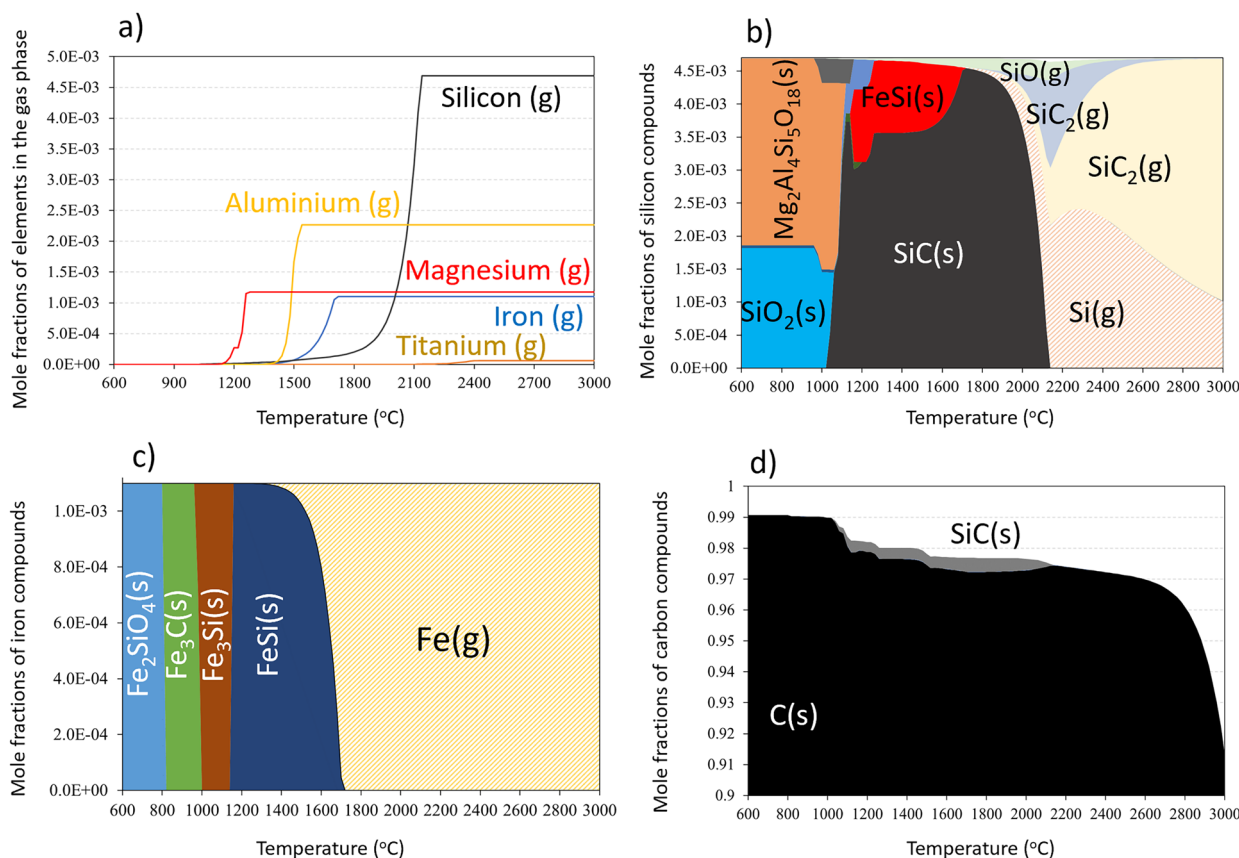 a)
Mole fractions of elements in the gas phase
5.0E-03
4.5E-03
4.0E-03
3.5E-03
3.0E-03
2.5E-03
2.0E-03
1.5E-03
1.0E-03
5.0E-04
0.0E+00
Silicon (g)
Aluminium (g)
Magnesium (g)
Iron (g)
Titanium (g)
600 900 1200 1500 1800 2100 2400 2700 3000
Temperature (oC)
b)
Mole fractions of silicon compounds
4.5E-03
4.0E-03
3.5E-03
3.0E-03
2.5E-03
2.0E-03
1.5E-03
1.0E-03
5.0E-04
0.0E+00
Mg2Al4Si5O18(s)
SiO2(s)
FeSi(s)
SiC(s)
SiO(g)
SiC2(g)
SiC2(g)
Si(g)
600 800 1000 1200 1400 1600 1800 2000 2200 2400 2600 2800 3000
Temperature (oC)
c)
Mole fractions of iron compounds
1.0E-03
8.0E-04
6.0E-04
4.0E-04
2.0E-04
0.0E+00
Fe2SiO4(s)
Fe3C(s)
Fe3Si(s)
FeSi(s)
Fe(g)
600 800 1000 1200 1400 1600 1800 2000 2200 2400 2600 2800 3000
Temperature (oC)
d)
Mole fractions of carbon compounds
1
0.99
0.98
0.97
0.96
0.95
0.94
0.93
0.92
0.91
0.9
SiC(s)
C(s)
600 800 1000 1200 1400 1600 1800 2000 2200 2400 2600 2800 3000
Temperature (oC)